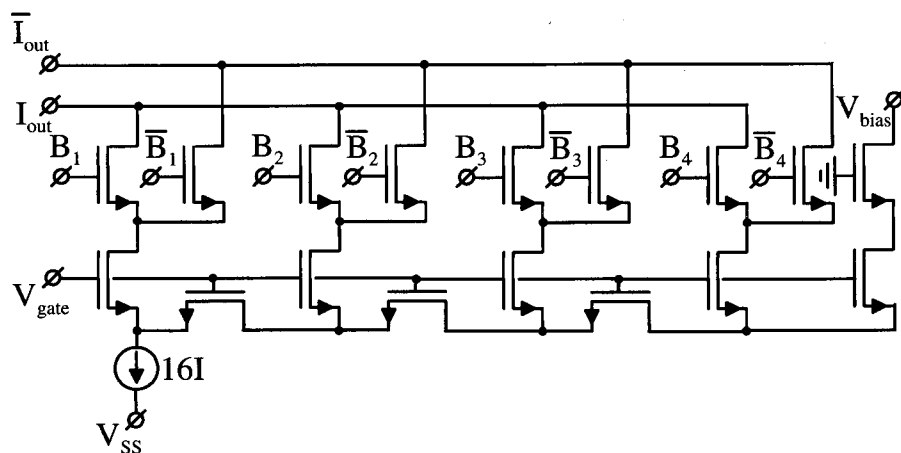 I̅out
Iout
Vbias
B1
B̅1
B2
B̅2
B3
B̅3
B4
B̅4
Vgate
16I
VSS